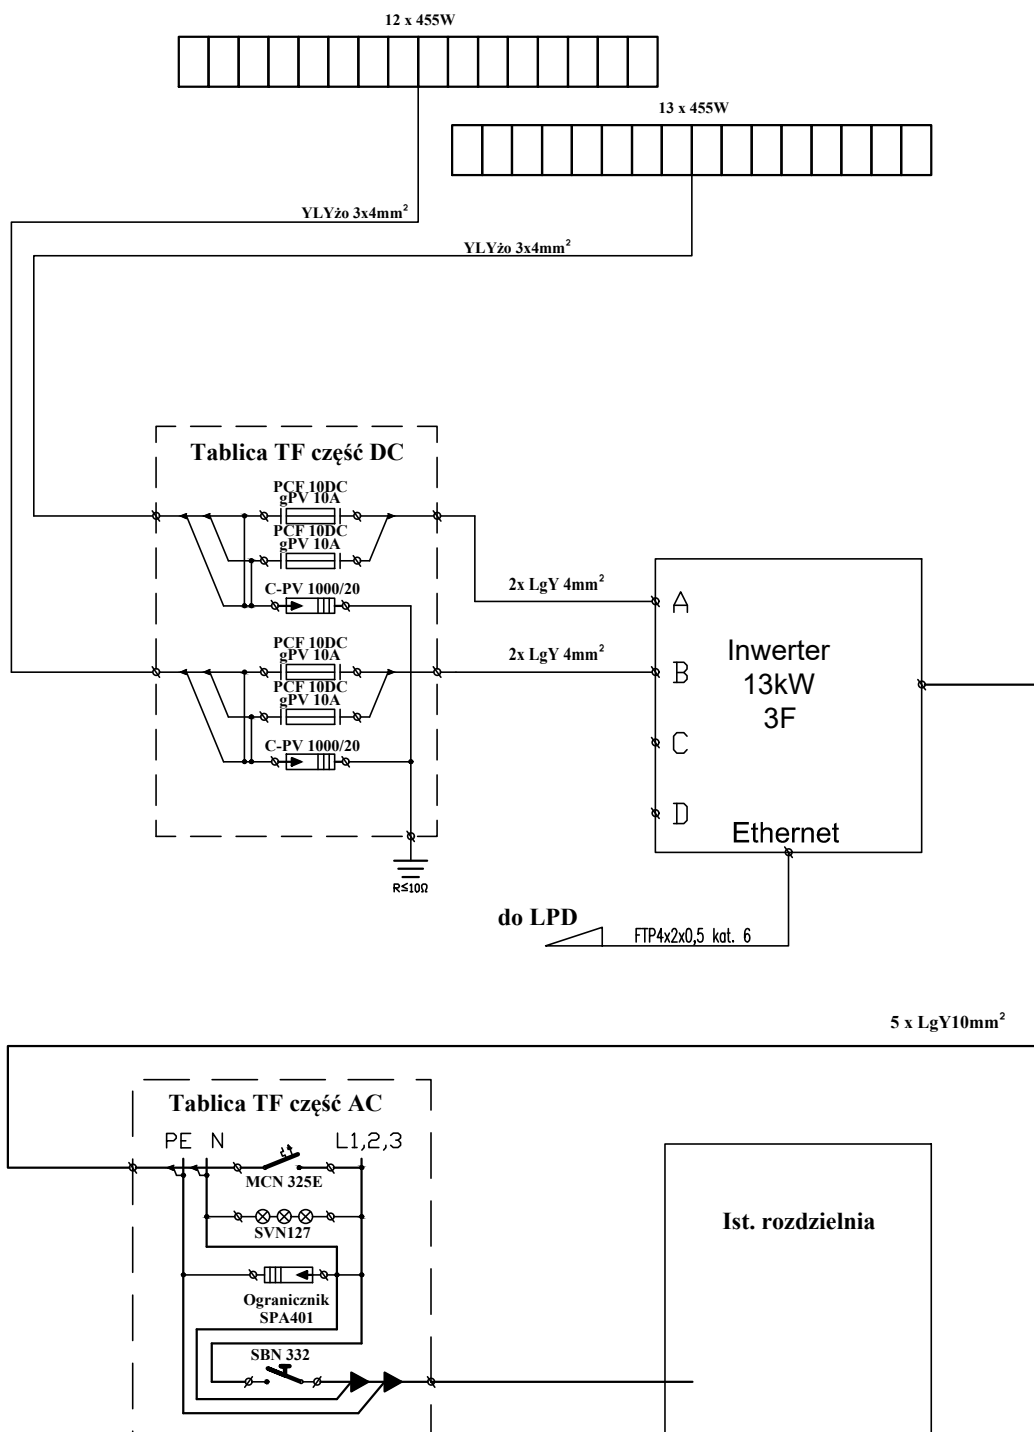 12 x 455W
13 x 455W
YLYżo 3x4mm²
YLYżo 3x4mm²
Tablica TF część DC
PCF 10DC
gPV 10A
PCF 10DC
gPV 10A
C-PV 1000/20
PCF 10DC
gPV 10A
PCF 10DC
gPV 10A
C-PV 1000/20
R≤10Ω
2x LgY 4mm²
2x LgY 4mm²
A
B
C
D
Inwerter
13kW
3F
Ethernet
do LPD
FTP4x2x0,5 kat. 6
5 x LgY10mm²
Tablica TF część AC
PE N L1,2,3
MCN 325E
SVN127
Ogranicznik
SPA401
SBN 332
Ist. rozdzielnia